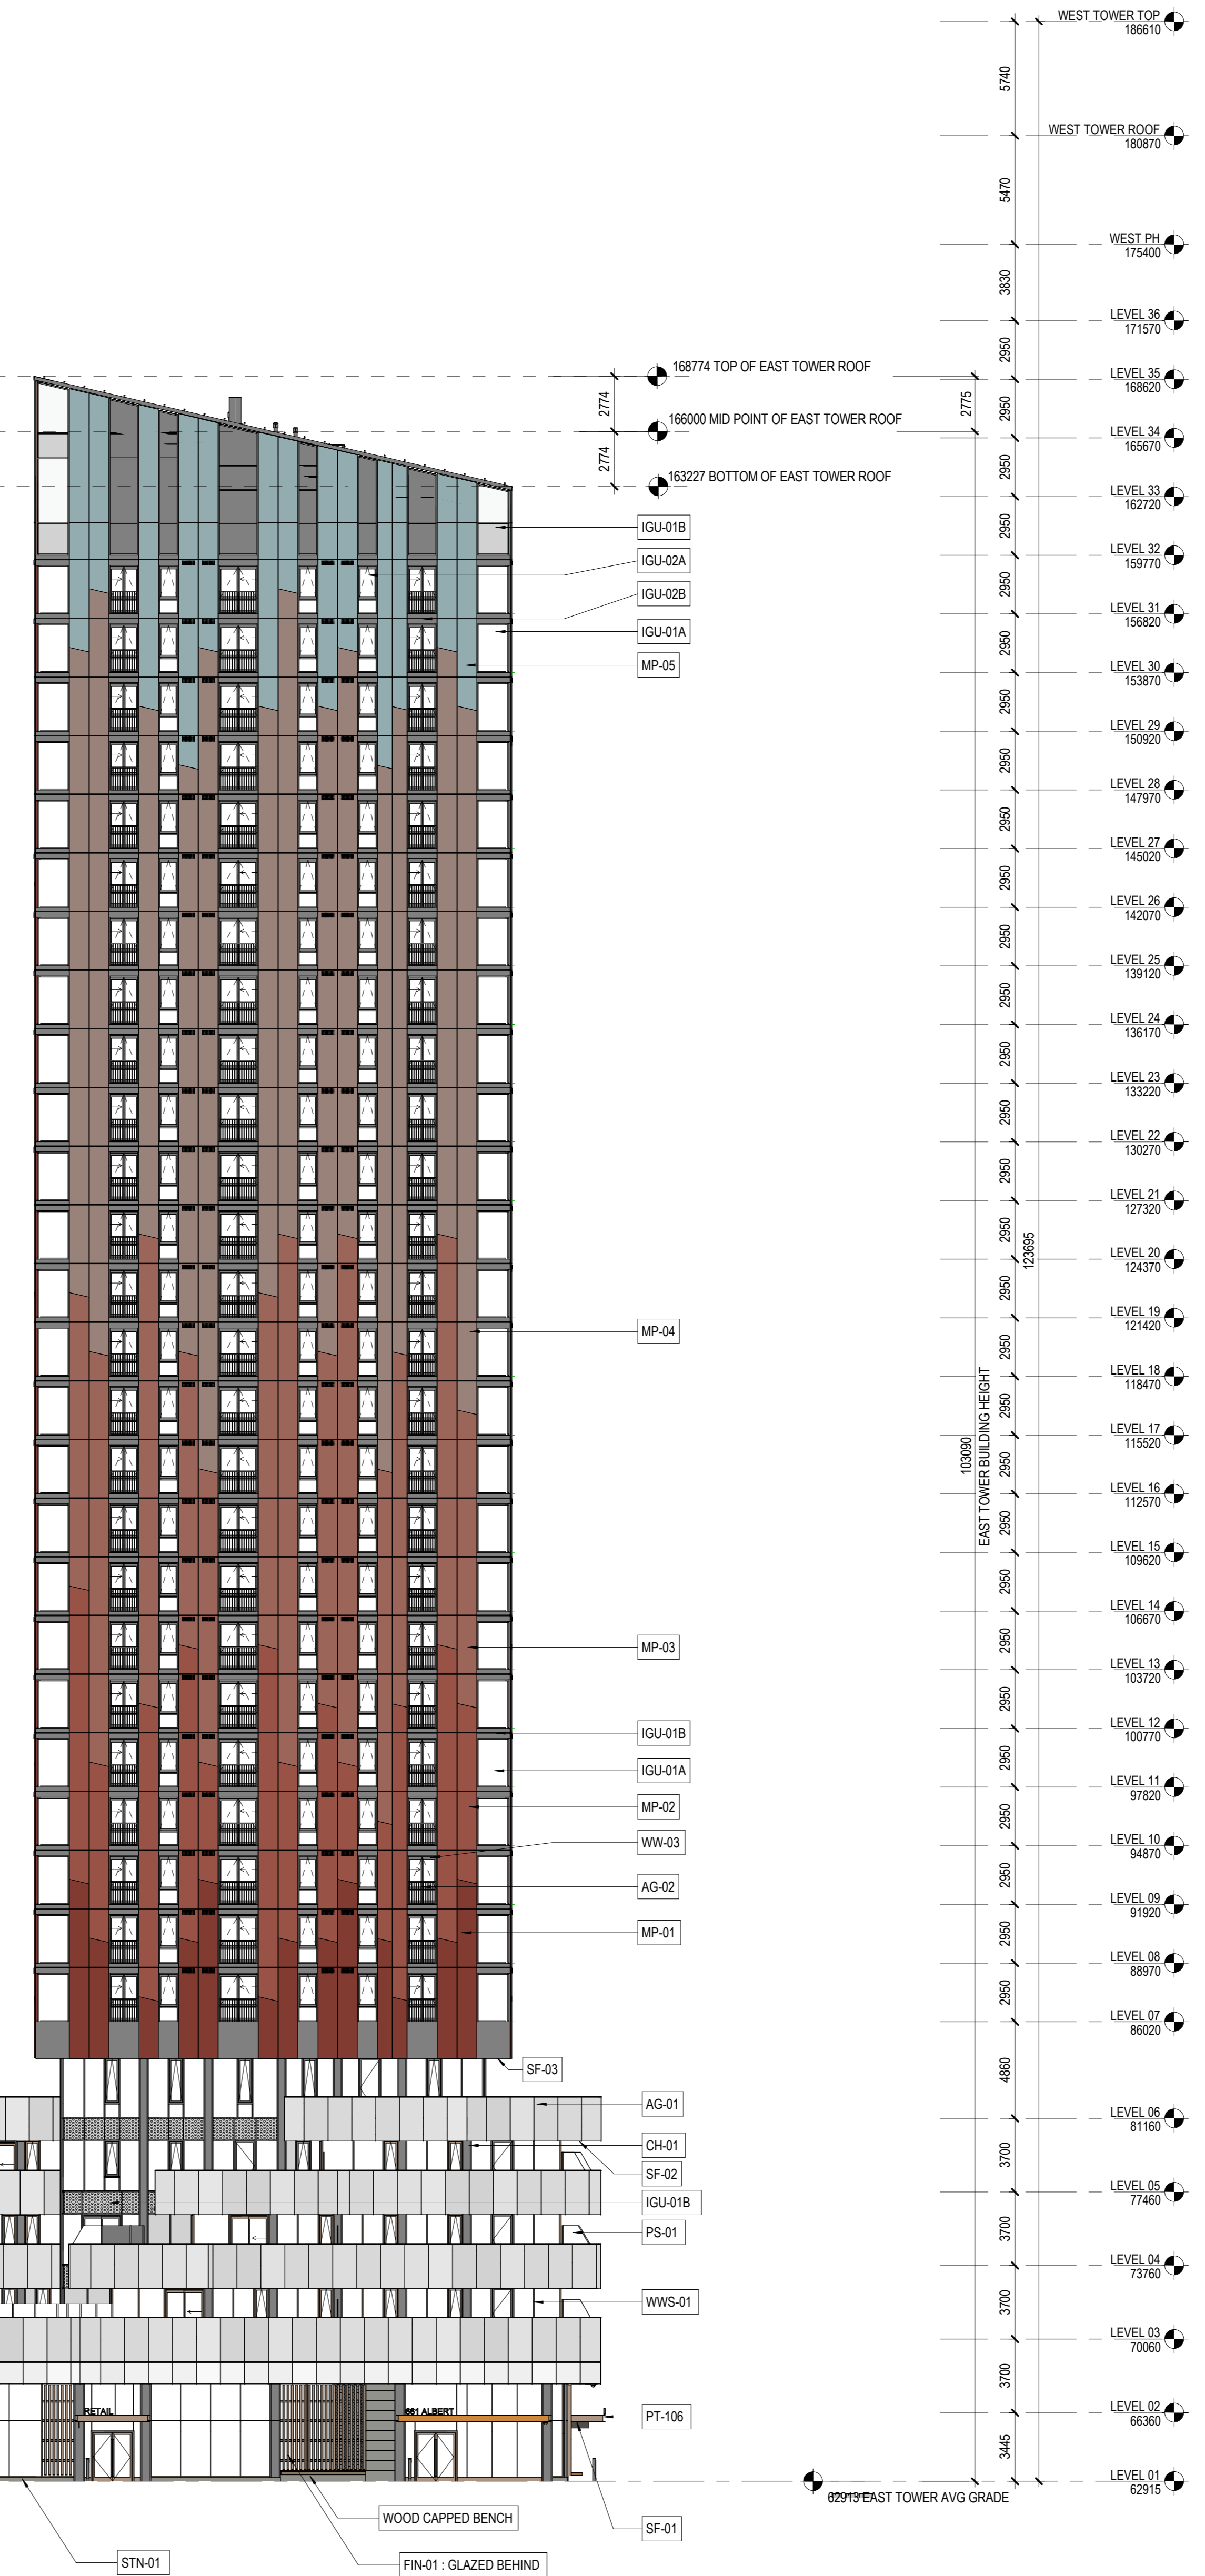 WEST TOWER TOP
186610
5740
WEST TOWER ROOF
180870
5470
WEST PH
175400
3830
LEVEL 36
171570
2950
168774 TOP OF EAST TOWER ROOF
LEVEL 35
168620
2774
2775
2950
166000 MID POINT OF EAST TOWER ROOF
LEVEL 34
165670
2774
2950
163227 BOTTOM OF EAST TOWER ROOF
LEVEL 33
162720
IGU-01B
2950
IGU-02A
LEVEL 32
159770
IGU-02B
2950
LEVEL 31
156820
IGU-01A
2950
MP-05
LEVEL 30
153870
2950
LEVEL 29
150920
2950
LEVEL 28
147970
2950
LEVEL 27
145020
2950
LEVEL 26
142070
2950
LEVEL 25
139120
2950
LEVEL 24
136170
2950
LEVEL 23
133220
2950
LEVEL 22
130270
2950
LEVEL 21
127320
2950
123695
LEVEL 20
124370
2950
LEVEL 19
121420
MP-04
2950
LEVEL 18
118470
2950
103090
EAST TOWER BUILDING HEIGHT
LEVEL 17
115520
2950
LEVEL 16
112570
2950
LEVEL 15
109620
2950
LEVEL 14
106670
MP-03
2950
LEVEL 13
103720
2950
IGU-01B
LEVEL 12
100770
IGU-01A
2950
LEVEL 11
97820
MP-02
2950
WW-03
LEVEL 10
94870
AG-02
2950
LEVEL 09
91920
MP-01
2950
LEVEL 08
88970
2950
LEVEL 07
86020
SF-03
4860
AG-01
LEVEL 06
81160
CH-01
SF-02
3700
LEVEL 05
77460
IGU-01B
PS-01
3700
LEVEL 04
73760
WWS-01
3700
LEVEL 03
70060
3700
RETAIL
681 ALBERT
PT-106
LEVEL 02
66360
3445
LEVEL 01
62915
62913 EAST TOWER AVG GRADE
WOOD CAPPED BENCH
SF-01
STN-01
FIN-01 : GLAZED BEHIND